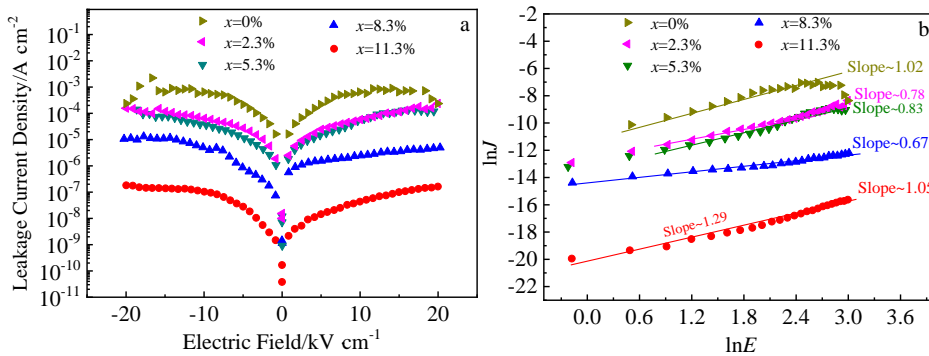 a
x=0%
x=8.3%
x=2.3%
x=11.3%
x=5.3%
10⁻¹
10⁻²
10⁻³
10⁻⁴
10⁻⁵
10⁻⁶
10⁻⁷
10⁻⁸
10⁻⁹
10⁻¹⁰
10⁻¹¹
Leakage Current Density/A cm⁻²
-20
-10
0
10
20
Electric Field/kV cm⁻¹
b
x=0%
x=8.3%
x=2.3%
x=11.3%
x=5.3%
-2
-4
-6
-8
-10
-12
-14
-16
-18
-20
-22
lnJ
Slope~1.02
Slope~0.78
Slope~0.83
Slope~0.67
Slope~1.05
Slope~1.29
0.0
0.6
1.2
1.8
2.4
3.0
3.6
lnE